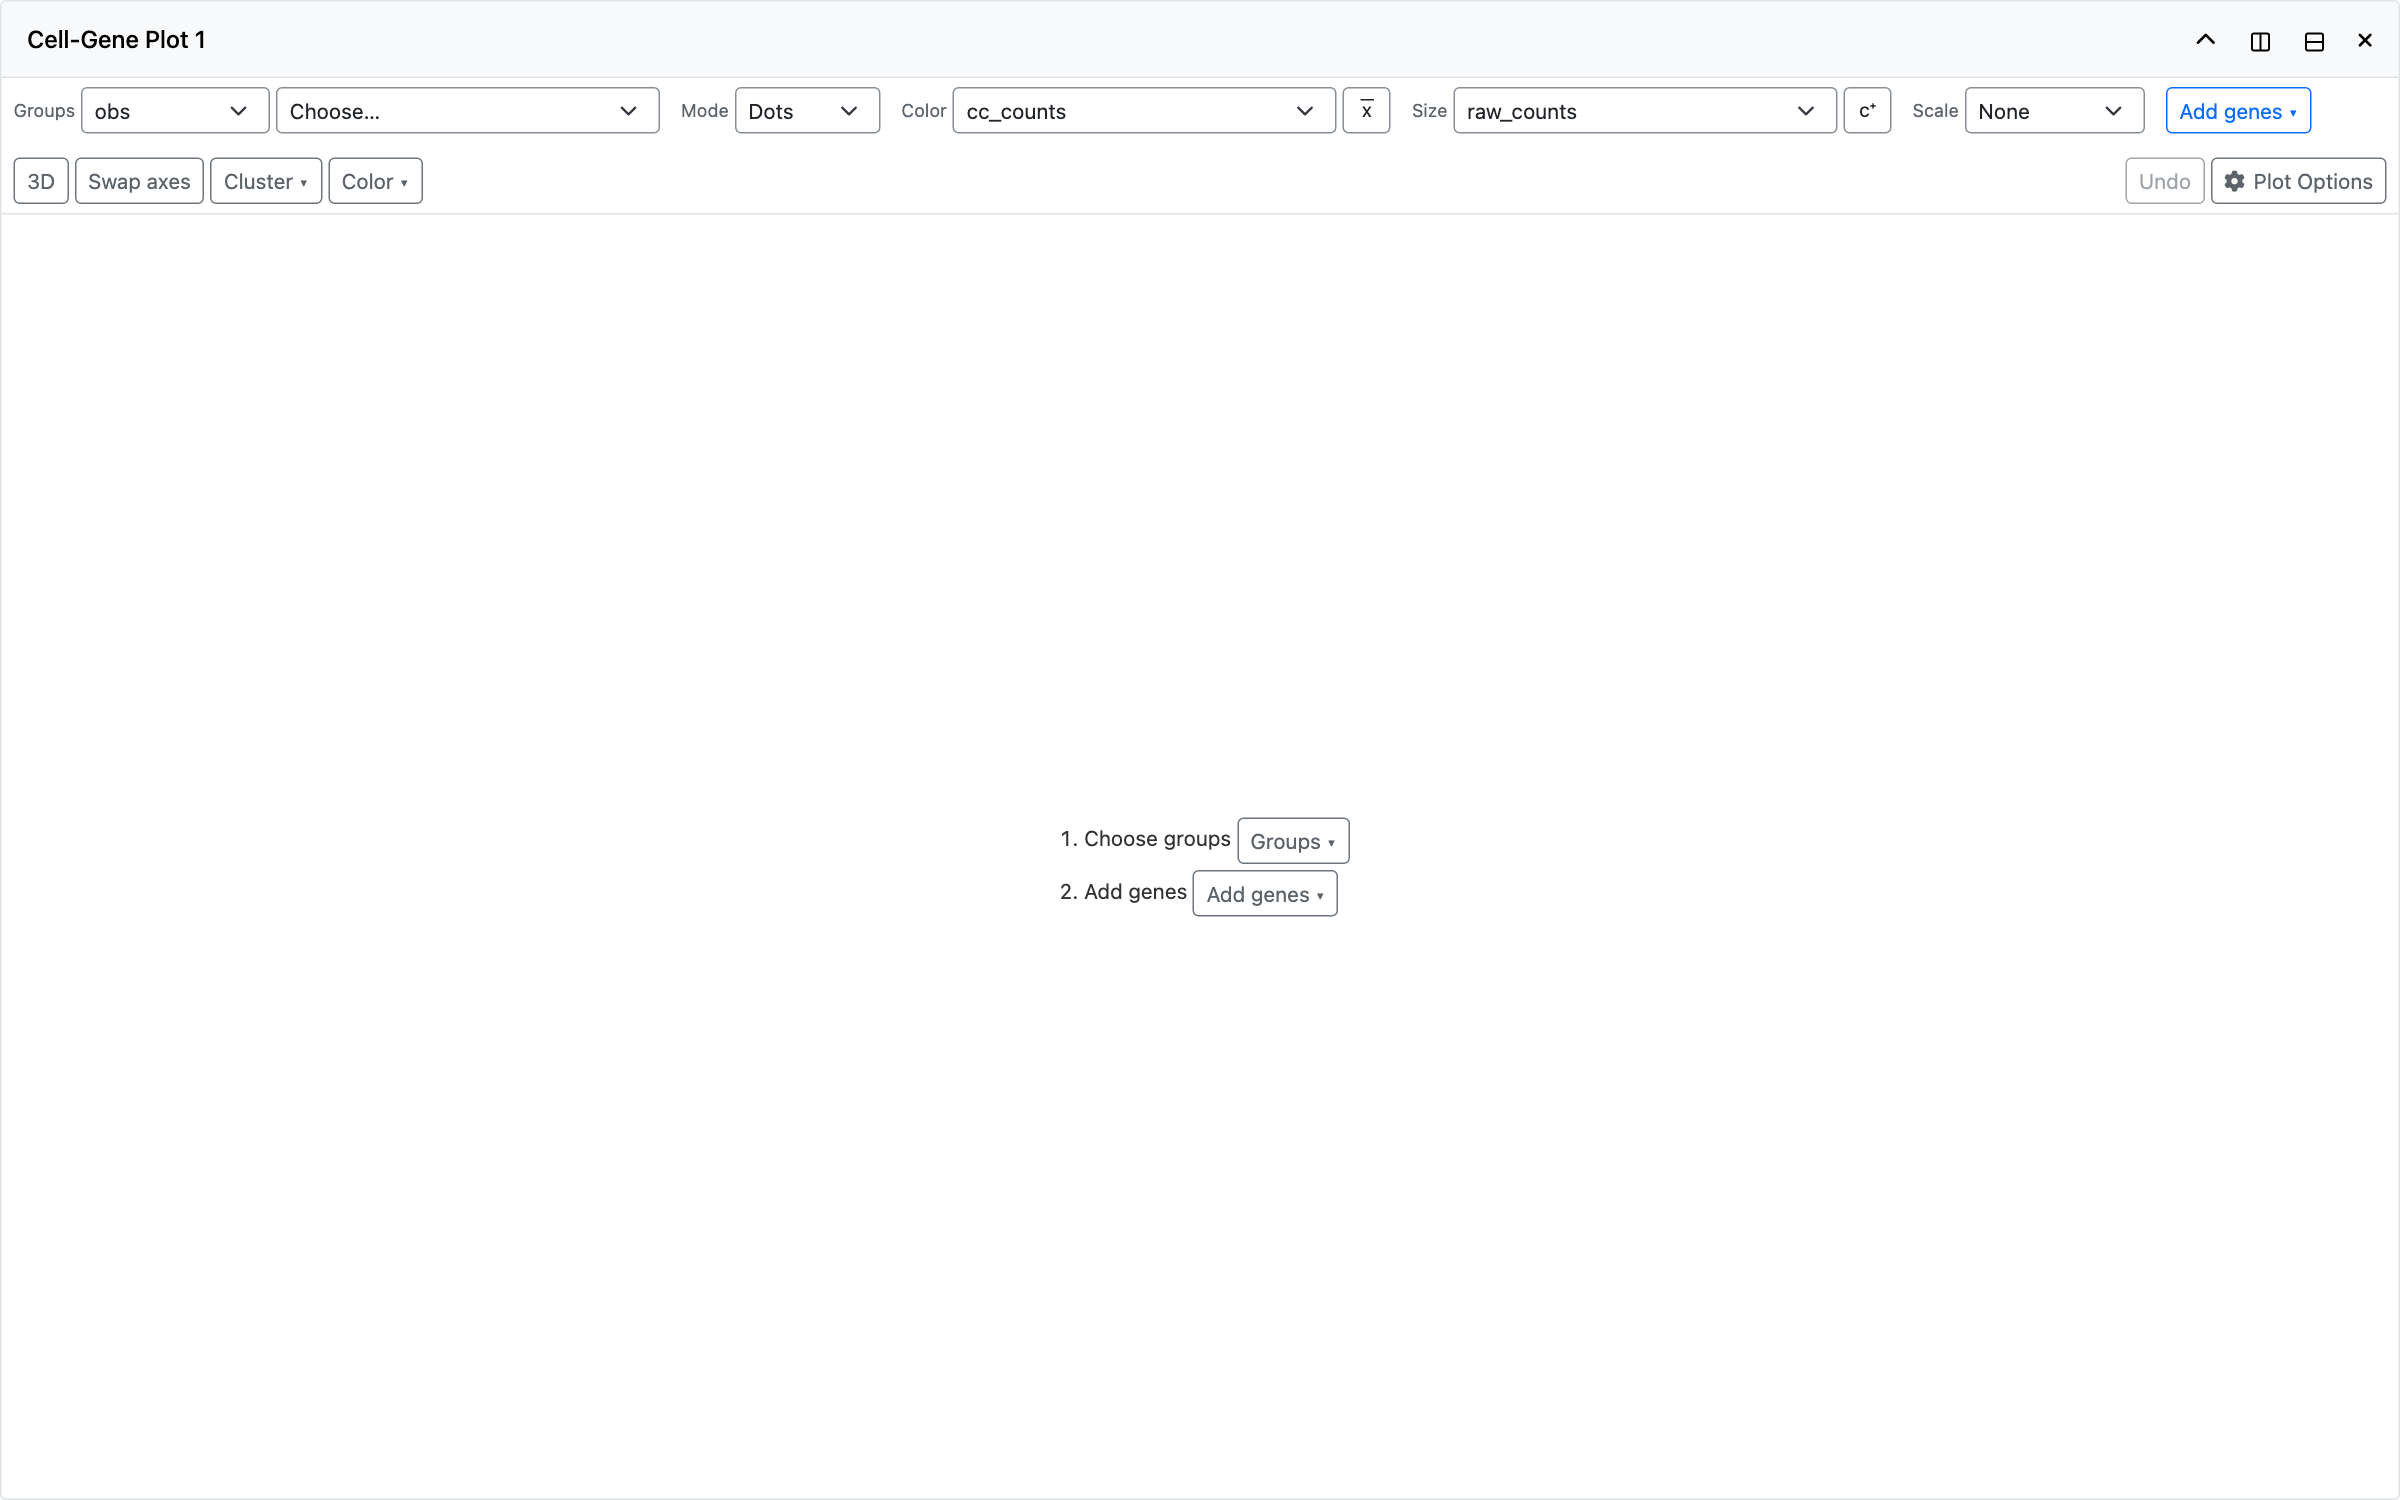 Cell-Gene Plot 1
Groups obs Choose... Mode Dots Color cc_counts x̅ Size raw_counts c⁺ Scale None Add genes ▾
3D Swap axes Cluster ▾ Color ▾ Undo Plot Options
1. Choose groups Groups ▾
2. Add genes Add genes ▾